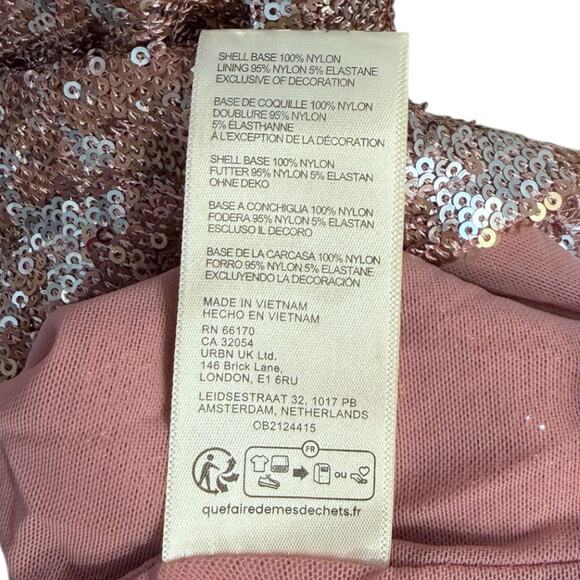 SHELL BASE 100% NYLON
LINING 95% NYLON 5% ELASTANE
EXCLUSIVE OF DECORATION
BASE DE COQUILLE 100% NYLON
DOUBLURE 95% NYLON
5% ÉLASTHANNE
À L'EXCEPTION DE LA DÉCORATION
SHELL BASE 100% NYLON
FUTTER 95% NYLON 5% ELASTAN
OHNE DEKO
BASE A CONCHIGLIA 100% NYLON
FODERA 95% NYLON 5% ELASTAN
ESCLUSO IL DECORO
BASE DE LA CARCASA 100% NYLON
FORRO 95% NYLON 5% ELASTANE
EXCLUYENDO LA DECORACIÓN
MADE IN VIETNAM
HECHO EN VIETNAM
RN 66170
CA 32054
URBN UK Ltd.
146 Brick Lane,
LONDON, E1 6RU
LEIDSESTRAAT 32, 1017 PB
AMSTERDAM, NETHERLANDS
OB2124415
FR
ou
quefairedemesdechets.fr